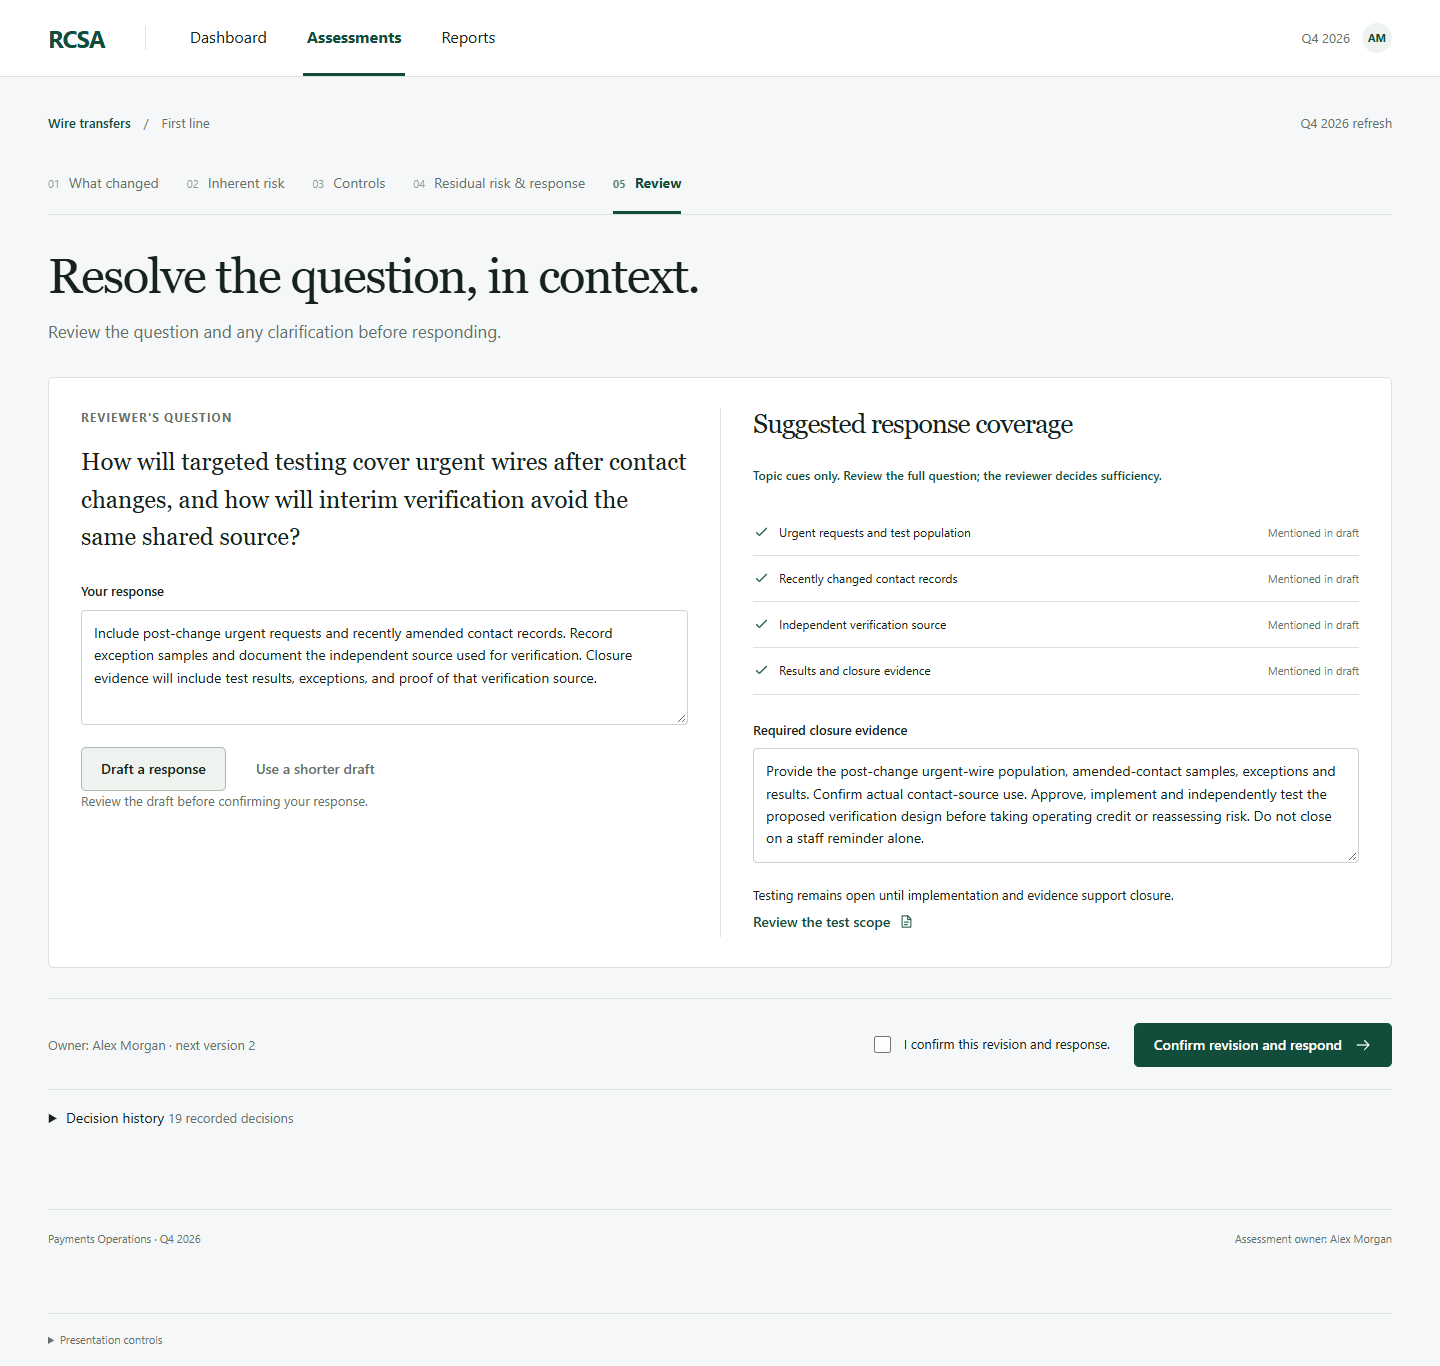 RCSA
Dashboard
Assessments
Reports
Q4 2026
AM
Wire transfers / First line
Q4 2026 refresh
01 What changed
02 Inherent risk
03 Controls
04 Residual risk & response
05 Review
Resolve the question, in context.
Review the question and any clarification before responding.
REVIEWER'S QUESTION
How will targeted testing cover urgent wires after contact
changes, and how will interim verification avoid the
same shared source?
Your response
Include post-change urgent requests and recently amended contact records. Record
exception samples and document the independent source used for verification. Closure
evidence will include test results, exceptions, and proof of that verification source.
Draft a response
Use a shorter draft
Review the draft before confirming your response.
Suggested response coverage
Topic cues only. Review the full question; the reviewer decides sufficiency.
Urgent requests and test population
Mentioned in draft
Recently changed contact records
Mentioned in draft
Independent verification source
Mentioned in draft
Results and closure evidence
Mentioned in draft
Required closure evidence
Provide the post-change urgent-wire population, amended-contact samples, exceptions and
results. Confirm actual contact-source use. Approve, implement and independently test the
proposed verification design before taking operating credit or reassessing risk. Do not close
on a staff reminder alone.
Testing remains open until implementation and evidence support closure.
Review the test scope
Owner: Alex Morgan · next version 2
I confirm this revision and response.
Confirm revision and respond
Decision history 19 recorded decisions
Payments Operations · Q4 2026
Assessment owner: Alex Morgan
Presentation controls